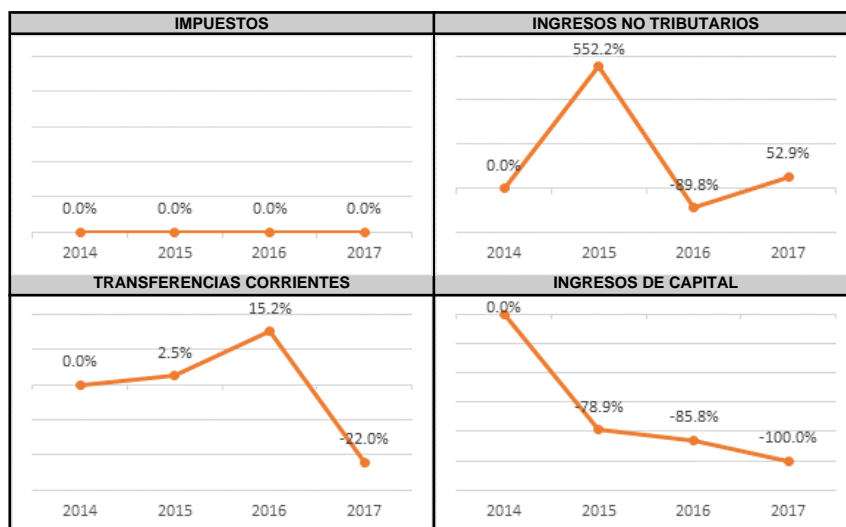 IMPUESTOS
0.0% 0.0% 0.0% 0.0%
2014 2015 2016 2017
INGRESOS NO TRIBUTARIOS
552.2%
0.0%
-89.8%
52.9%
2014 2015 2016 2017
TRANSFERENCIAS CORRIENTES
15.2%
0.0%
2.5%
-22.0%
2014 2015 2016 2017
INGRESOS DE CAPITAL
0.0%
-78.9%
-85.8%
-100.0%
2014 2015 2016 2017